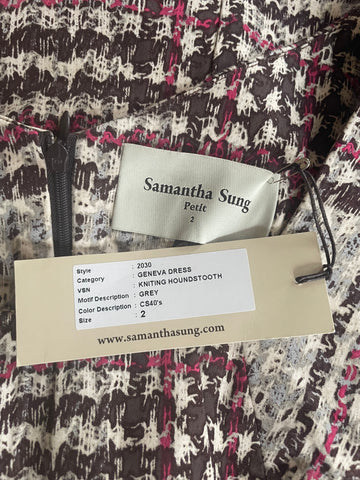 Samantha Sung
Petit
2
Style : 2030
Category : GENEVA DRESS
VSN : KNITING HOUNDSTOOTH
Motif Description : GREY
Color Description : CS40's
Size : 2
www.samanthasung.com